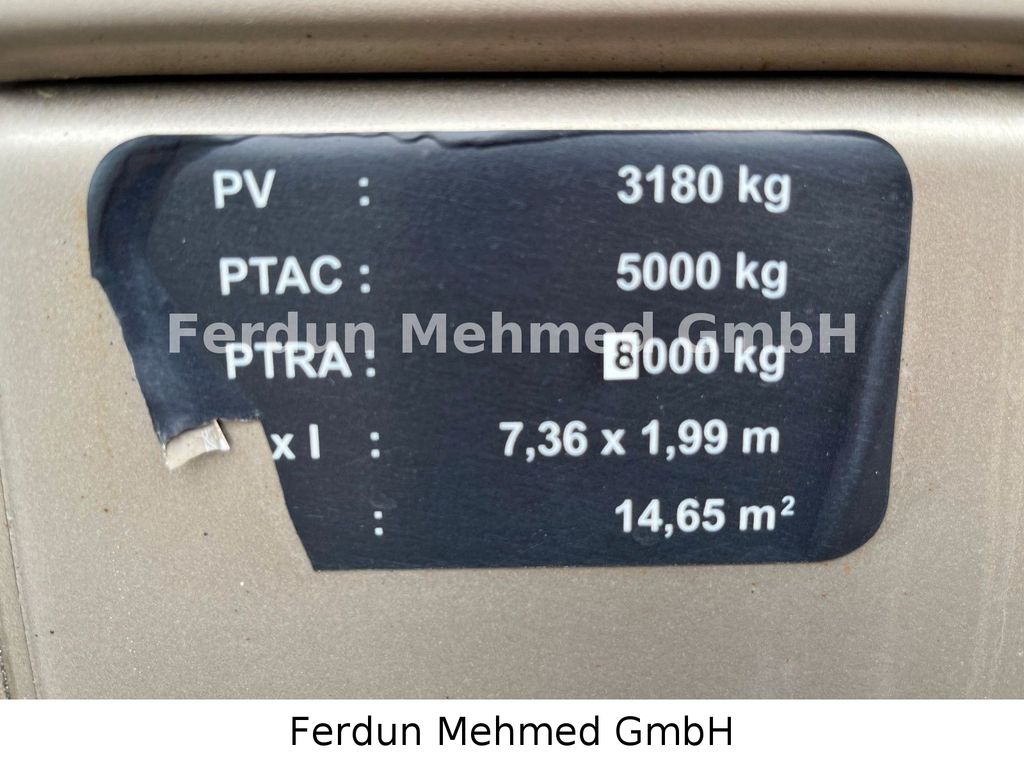 PV : 3180 kg
PTAC : 5000 kg
Ferdun Mehmed GmbH
PTRA : 8000 kg
x l : 7,36 x 1,99 m
: 14,65 m²
Ferdun Mehmed GmbH